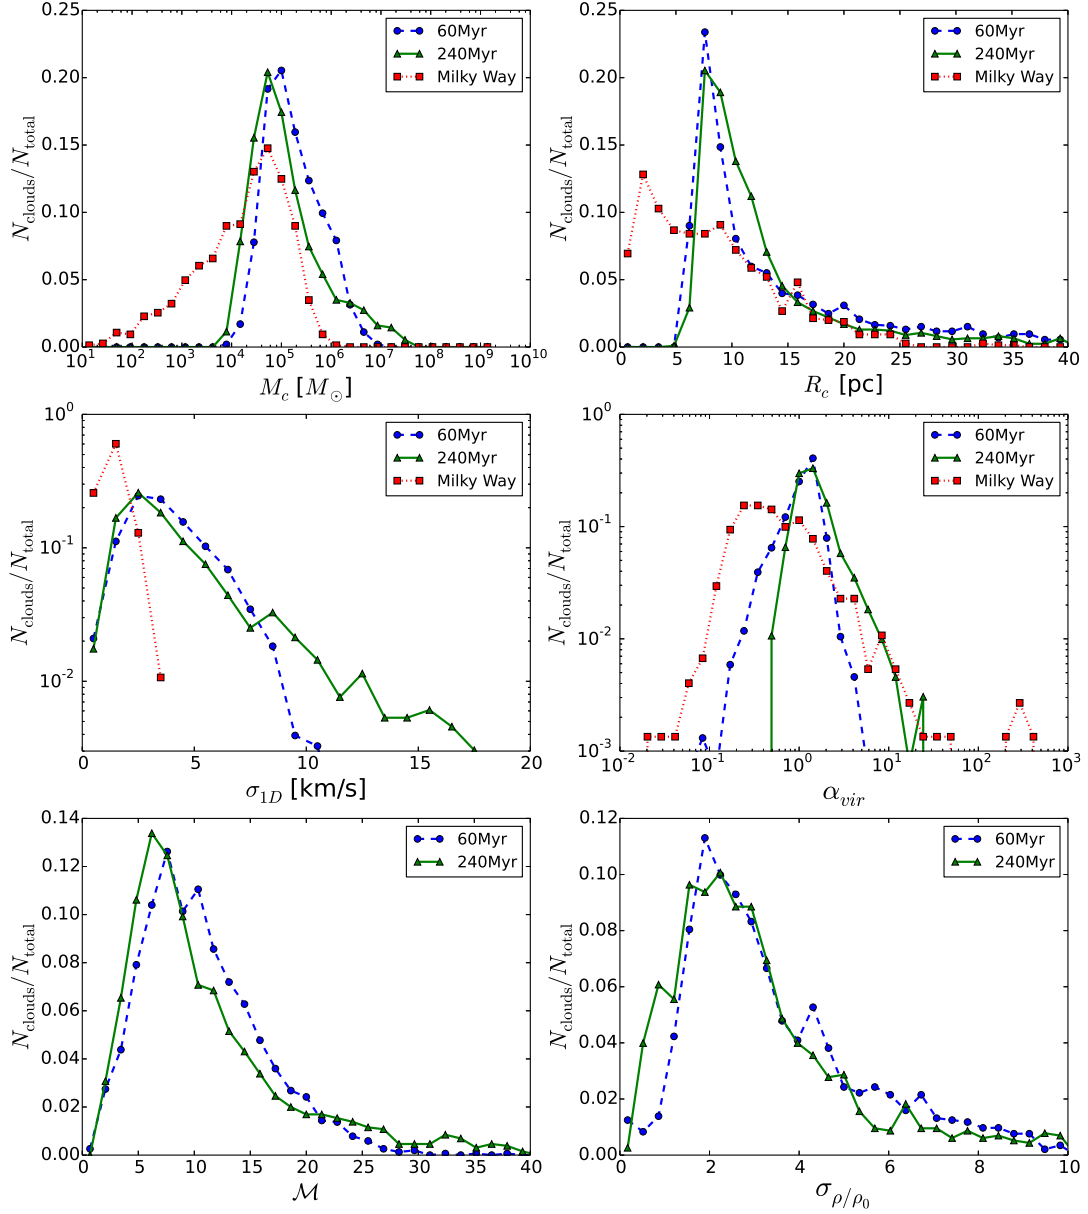 0.25
0.20
0.15
0.10
0.05
0.00
N_clouds/N_total
60Myr
240Myr
Milky Way
10^1 10^2 10^3 10^4 10^5 10^6 10^7 10^8 10^9 10^10
M_c [M_⊙]
0.25
0.20
0.15
0.10
0.05
0.00
N_clouds/N_total
60Myr
240Myr
Milky Way
0 5 10 15 20 25 30 35 40
R_c [pc]
10^0
10^-1
10^-2
N_clouds/N_total
60Myr
240Myr
Milky Way
0 5 10 15 20
σ_1D [km/s]
10^0
10^-1
10^-2
10^-3
N_clouds/N_total
60Myr
240Myr
Milky Way
10^-2 10^-1 10^0 10^1 10^2 10^3
α_vir
0.14
0.12
0.10
0.08
0.06
0.04
0.02
0.00
N_clouds/N_total
60Myr
240Myr
0 5 10 15 20 25 30 35 40
ℳ
0.12
0.10
0.08
0.06
0.04
0.02
0.00
N_clouds/N_total
60Myr
240Myr
0 2 4 6 8 10
σ_ρ/ρ_0